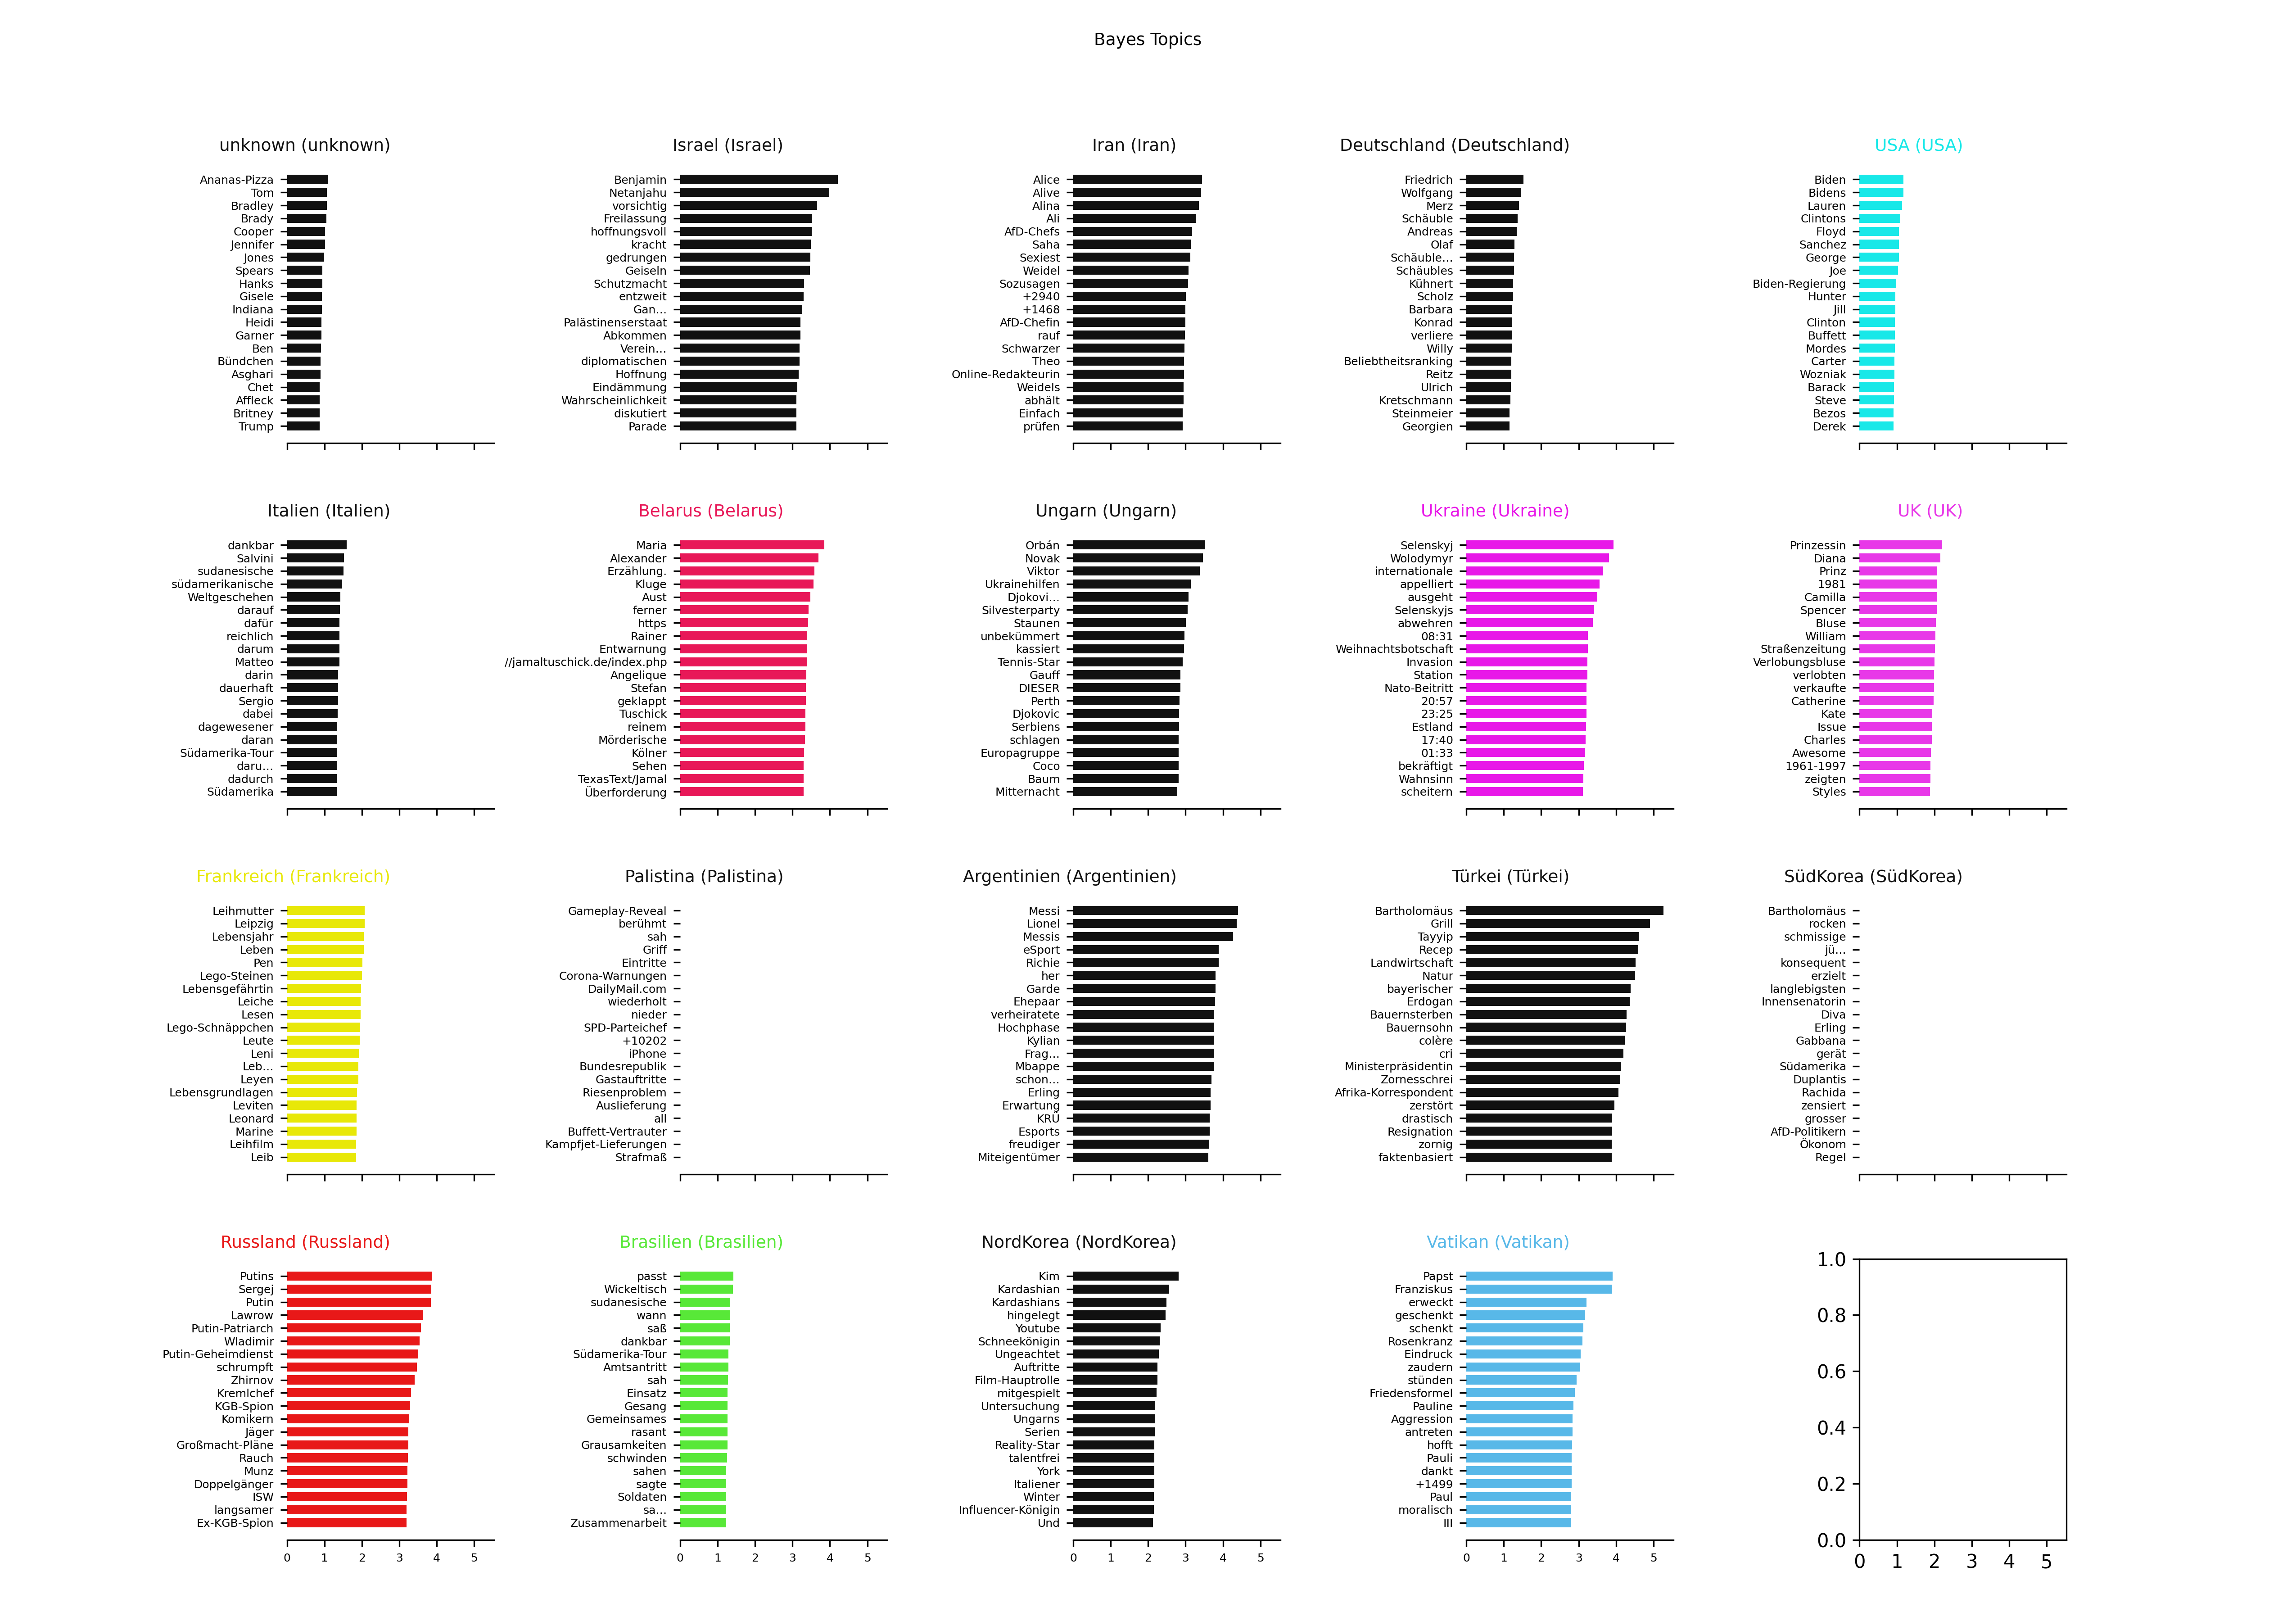 Bayes Topics
unknown (unknown)
Ananas-Pizza
Tom
Bradley
Brady
Cooper
Jennifer
Jones
Spears
Hanks
Gisele
Indiana
Heidi
Garner
Ben
Bündchen
Asghari
Chet
Affleck
Britney
Trump
Israel (Israel)
Benjamin
Netanjahu
vorsichtig
Freilassung
hoffnungsvoll
kracht
gedrungen
Geiseln
Schutzmacht
entzweit
Gan…
Palästinenserstaat
Abkommen
Verein…
diplomatischen
Hoffnung
Eindämmung
Wahrscheinlichkeit
diskutiert
Parade
Iran (Iran)
Alice
Alive
Alina
Ali
AfD-Chefs
Saha
Sexiest
Weidel
Sozusagen
+2940
+1468
AfD-Chefin
rauf
Schwarzer
Theo
Online-Redakteurin
Weidels
abhält
Einfach
prüfen
Deutschland (Deutschland)
Friedrich
Wolfgang
Merz
Schäuble
Andreas
Olaf
Schäuble…
Schäubles
Kühnert
Scholz
Barbara
Konrad
verliere
Willy
Beliebtheitsranking
Reitz
Ulrich
Kretschmann
Steinmeier
Georgien
USA (USA)
Biden
Bidens
Lauren
Clintons
Floyd
Sanchez
George
Joe
Biden-Regierung
Hunter
Jill
Clinton
Buffett
Mordes
Carter
Wozniak
Barack
Steve
Bezos
Derek
Italien (Italien)
dankbar
Salvini
sudanesische
südamerikanische
Weltgeschehen
darauf
dafür
reichlich
darum
Matteo
darin
dauerhaft
Sergio
dabei
dagewesener
daran
Südamerika-Tour
daru…
dadurch
Südamerika
Belarus (Belarus)
Maria
Alexander
Erzählung.
Kluge
Aust
ferner
https
Rainer
Entwarnung
//jamaltuschick.de/index.php
Angelique
Stefan
geklappt
Tuschick
reinem
Mörderische
Kölner
Sehen
TexasText/Jamal
Überforderung
Ungarn (Ungarn)
Orbán
Novak
Viktor
Ukrainehilfen
Djokovi…
Silvesterparty
Staunen
unbekümmert
kassiert
Tennis-Star
Gauff
DIESER
Perth
Djokovic
Serbiens
schlagen
Europagruppe
Coco
Baum
Mitternacht
Ukraine (Ukraine)
Selenskyj
Wolodymyr
internationale
appelliert
ausgeht
Selenskyjs
abwehren
08:31
Weihnachtsbotschaft
Invasion
Station
Nato-Beitritt
20:57
23:25
Estland
17:40
01:33
bekräftigt
Wahnsinn
scheitern
UK (UK)
Prinzessin
Diana
Prinz
1981
Camilla
Spencer
Bluse
William
Straßenzeitung
Verlobungsbluse
verlobten
verkaufte
Catherine
Kate
Issue
Charles
Awesome
1961-1997
zeigten
Styles
Frankreich (Frankreich)
Leihmutter
Leipzig
Lebensjahr
Leben
Pen
Lego-Steinen
Lebensgefährtin
Leiche
Lesen
Lego-Schnäppchen
Leute
Leni
Leb…
Leyen
Lebensgrundlagen
Leviten
Leonard
Marine
Leihfilm
Leib
Palistina (Palistina)
Gameplay-Reveal
berühmt
sah
Griff
Eintritte
Corona-Warnungen
DailyMail.com
wiederholt
nieder
SPD-Parteichef
+10202
iPhone
Bundesrepublik
Gastauftritte
Riesenproblem
Auslieferung
all
Buffett-Vertrauter
Kampfjet-Lieferungen
Strafmaß
Argentinien (Argentinien)
Messi
Lionel
Messis
eSport
Richie
her
Garde
Ehepaar
verheiratete
Hochphase
Kylian
Frag…
Mbappe
schon…
Erling
Erwartung
KRÜ
Esports
freudiger
Miteigentümer
Türkei (Türkei)
Bartholomäus
Grill
Tayyip
Recep
Landwirtschaft
Natur
bayerischer
Erdogan
Bauernsterben
Bauernsohn
colère
cri
Ministerpräsidentin
Zornesschrei
Afrika-Korrespondent
zerstört
drastisch
Resignation
zornig
faktenbasiert
SüdKorea (SüdKorea)
Bartholomäus
rocken
schmissige
jü…
konsequent
erzielt
langlebigsten
Innensenatorin
Diva
Erling
Gabbana
gerät
Südamerika
Duplantis
Rachida
zensiert
grosser
AfD-Politikern
Ökonom
Regel
Russland (Russland)
Putins
Sergej
Putin
Lawrow
Putin-Patriarch
Wladimir
Putin-Geheimdienst
schrumpft
Zhirnov
Kremlchef
KGB-Spion
Komikern
Jäger
Großmacht-Pläne
Rauch
Munz
Doppelgänger
ISW
langsamer
Ex-KGB-Spion
0 1 2 3 4 5
Brasilien (Brasilien)
passt
Wickeltisch
sudanesische
wann
saß
dankbar
Südamerika-Tour
Amtsantritt
sah
Einsatz
Gesang
Gemeinsames
rasant
Grausamkeiten
schwinden
sahen
sagte
Soldaten
sa…
Zusammenarbeit
0 1 2 3 4 5
NordKorea (NordKorea)
Kim
Kardashian
Kardashians
hingelegt
Youtube
Schneekönigin
Ungeachtet
Auftritte
Film-Hauptrolle
mitgespielt
Untersuchung
Ungarns
Serien
Reality-Star
talentfrei
York
Italiener
Winter
Influencer-Königin
Und
0 1 2 3 4 5
Vatikan (Vatikan)
Papst
Franziskus
erweckt
geschenkt
schenkt
Rosenkranz
Eindruck
zaudern
stünden
Friedensformel
Pauline
Aggression
antreten
hofft
Pauli
dankt
+1499
Paul
moralisch
III
0 1 2 3 4 5
1.0
0.8
0.6
0.4
0.2
0.0
0 1 2 3 4 5